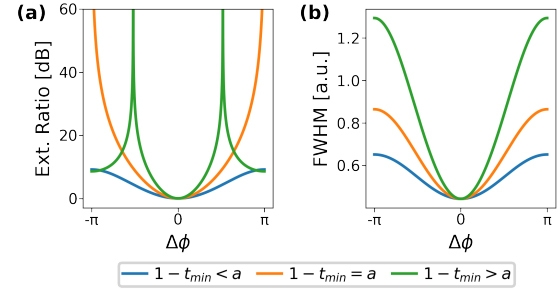 (a)
Ext. Ratio [dB]
60
40
20
0
-π 0 π
Δϕ
(b)
FWHM [a.u.]
1.2
1.0
0.8
0.6
-π 0 π
Δϕ
1 − t_min < a 1 − t_min = a 1 − t_min > a